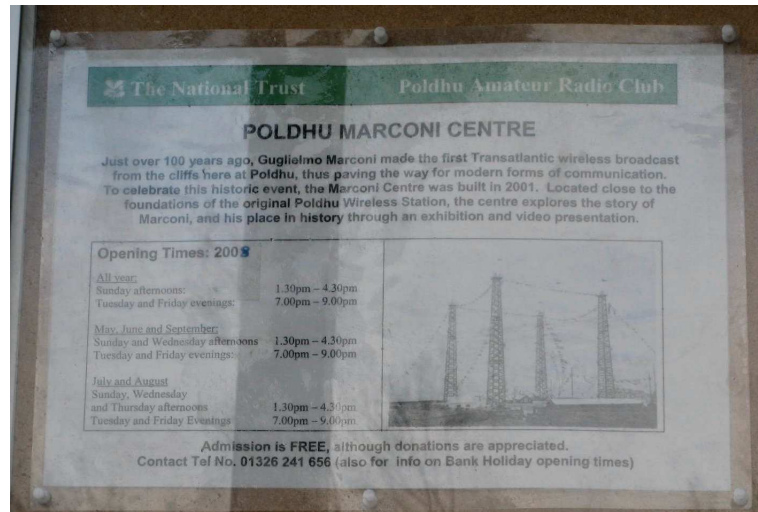 The National Trust Poldhu Amateur Radio Club
POLDHU MARCONI CENTRE
Just over 100 years ago, Guglielmo Marconi made the first Transatlantic wireless broadcast
from the cliffs here at Poldhu, thus paving the way for modern forms of communication.
To celebrate this historic event, the Marconi Centre was built in 2001. Located close to the
foundations of the original Poldhu Wireless Station, the centre explores the story of
Marconi, and his place in history through an exhibition and video presentation.
Opening Times: 2008
All year:
Sunday afternoons: 1.30pm – 4.30pm
Tuesday and Friday evenings: 7.00pm – 9.00pm
May, June and September:
Sunday and Wednesday afternoons 1.30pm – 4.30pm
Tuesday and Friday evenings: 7.00pm – 9.00pm
July and August
Sunday, Wednesday
and Thursday afternoons 1.30pm – 4.30pm
Tuesday and Friday Evenings 7.00pm – 9.00pm
Admission is FREE, although donations are appreciated.
Contact Tel No. 01326 241 656 (also for info on Bank Holiday opening times)